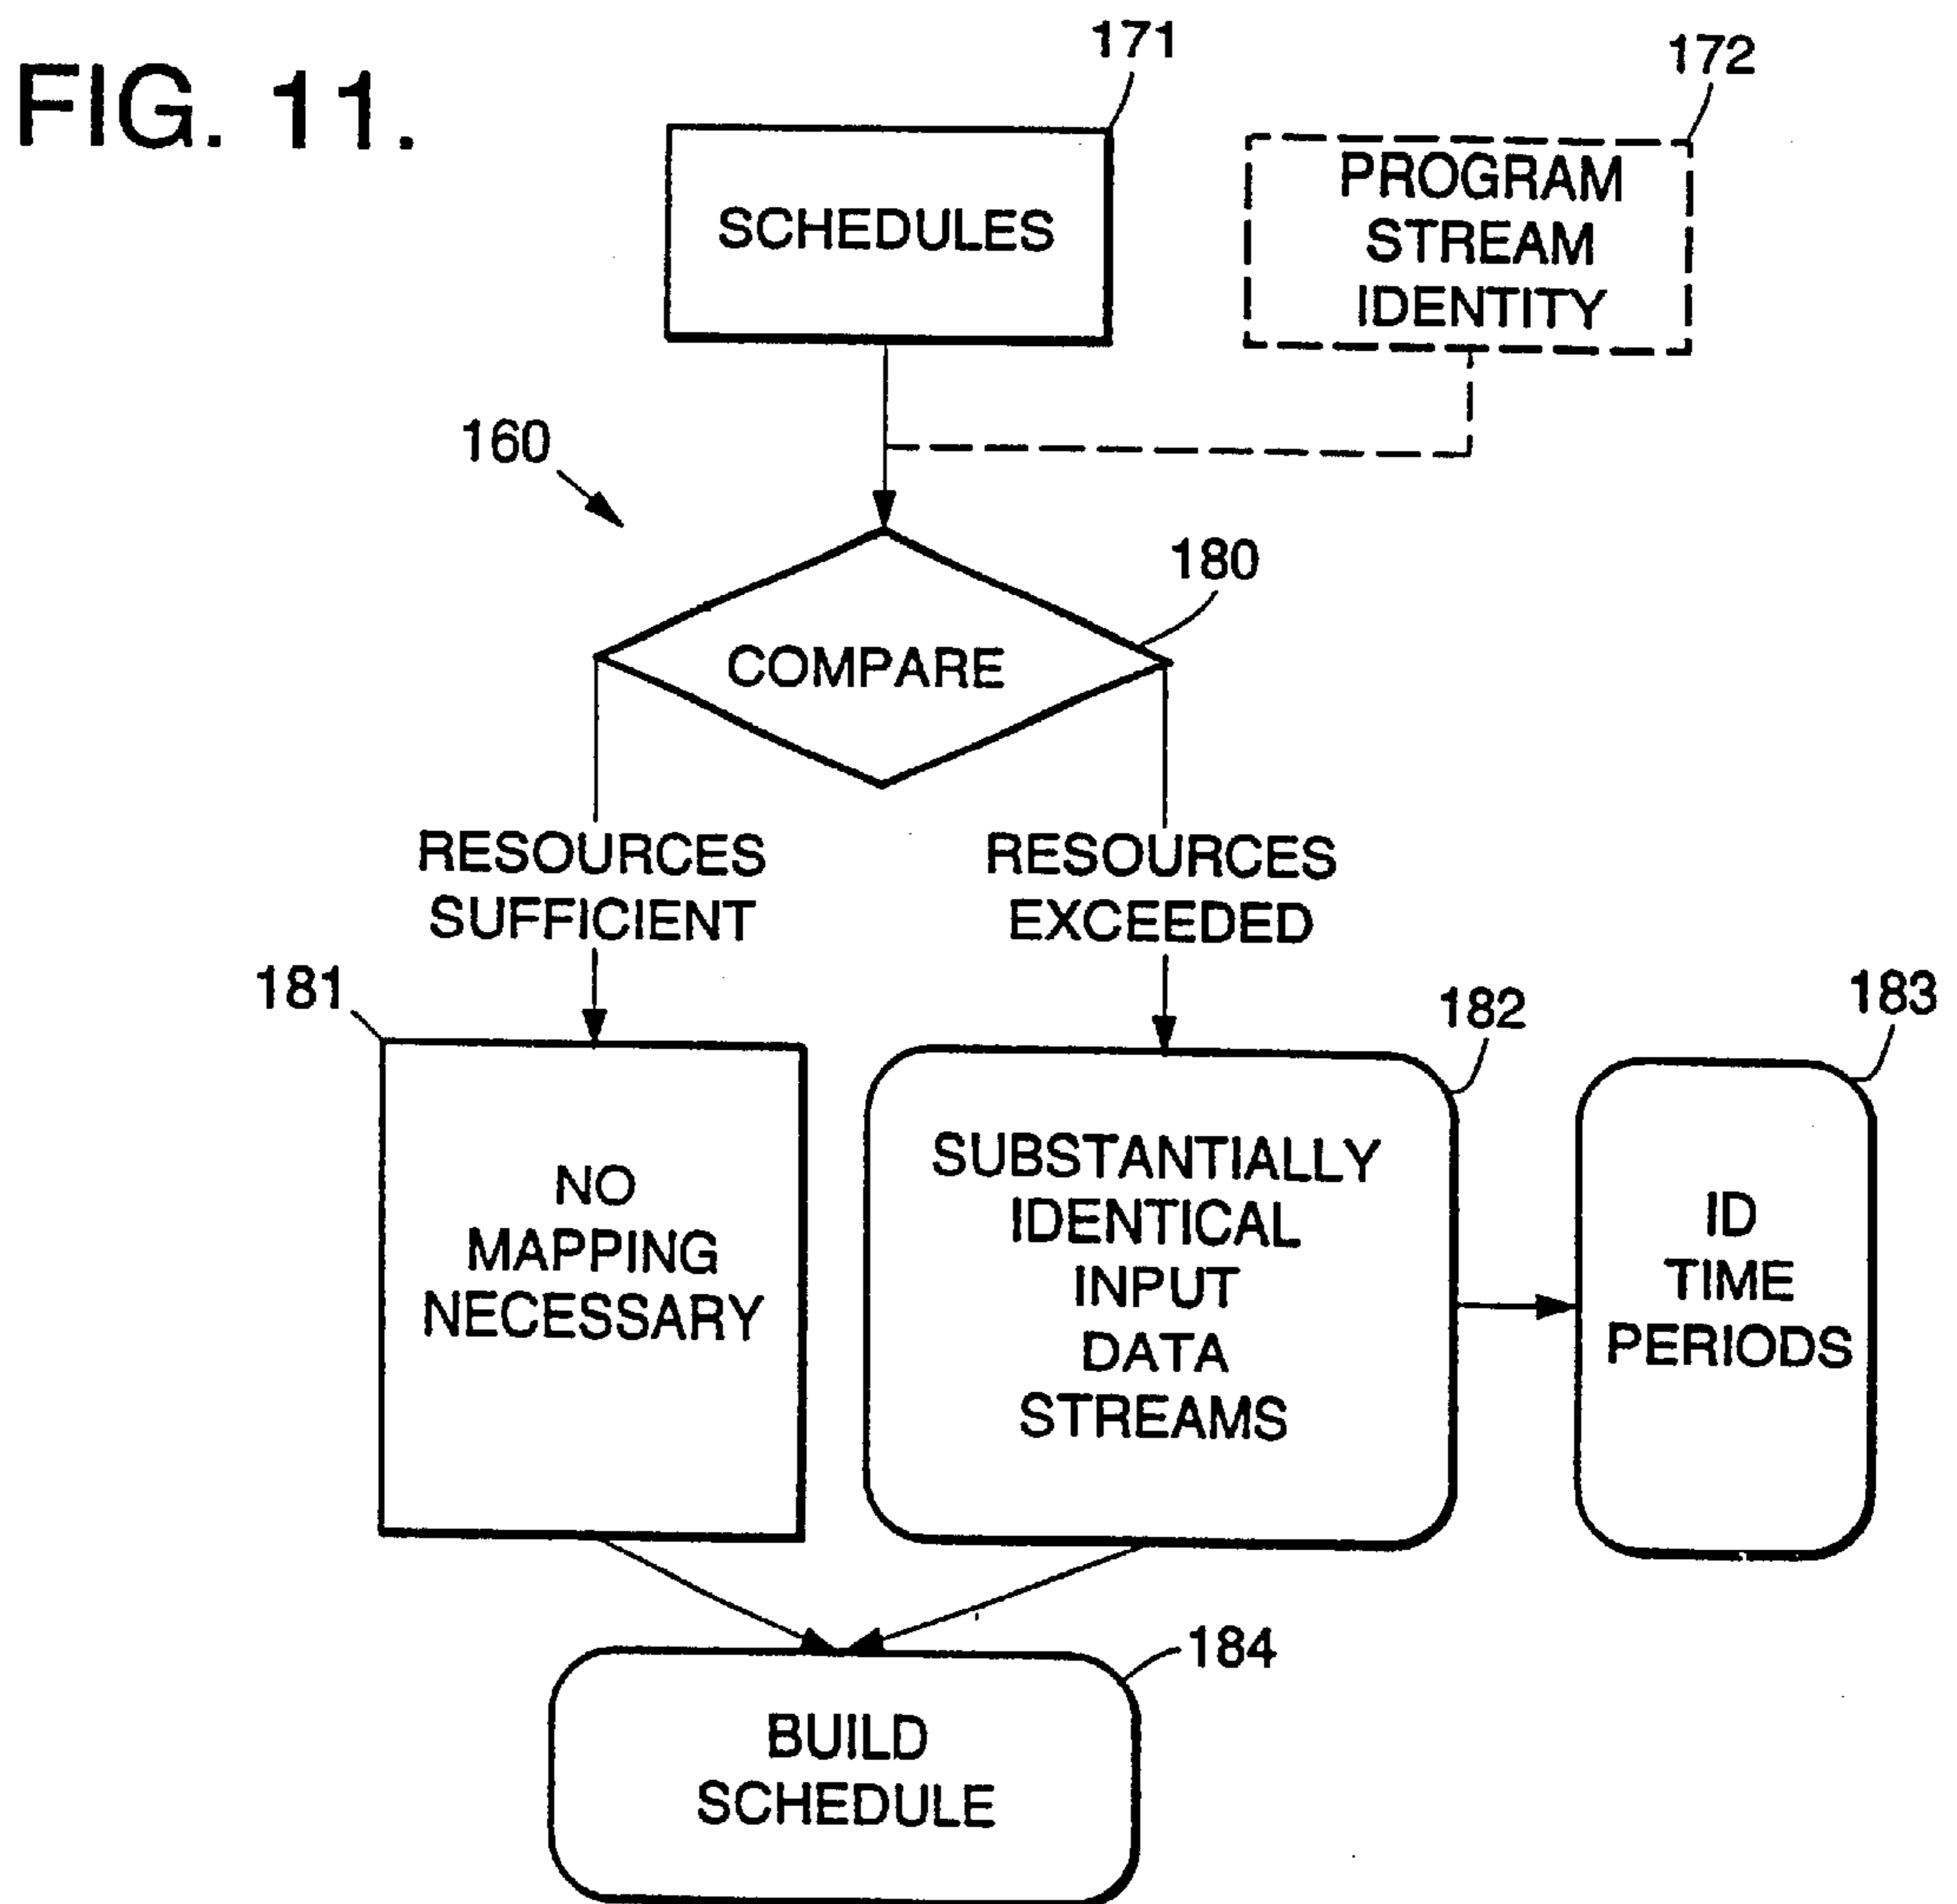 FIG. 11.
171
172
SCHEDULES
PROGRAM
STREAM
IDENTITY
160
180
COMPARE
RESOURCES
SUFFICIENT
RESOURCES
EXCEEDED
181
182
183
NO
MAPPING
NECESSARY
SUBSTANTIALLY
IDENTICAL
INPUT
DATA
STREAMS
ID
TIME
PERIODS
184
BUILD
SCHEDULE